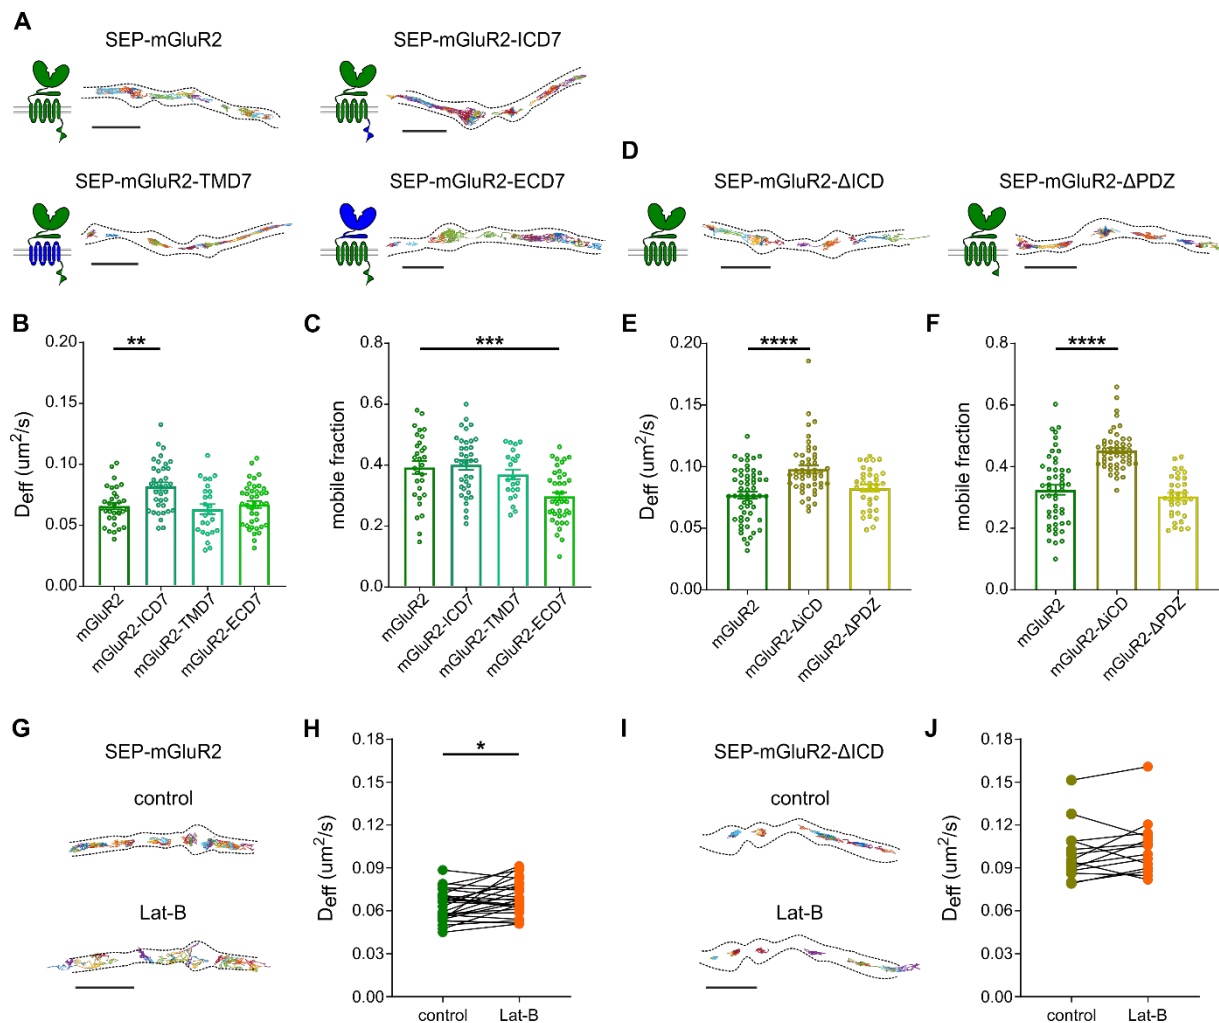 A
SEP-mGluR2
SEP-mGluR2-ICD7
D
SEP-mGluR2-TMD7
SEP-mGluR2-ECD7
SEP-mGluR2-ΔICD
SEP-mGluR2-ΔPDZ
B
**
0.20
0.15
0.10
0.05
0.00
Deff (um²/s)
mGluR2
mGluR2-ICD7
mGluR2-TMD7
mGluR2-ECD7
C
***
0.8
0.6
0.4
0.2
0.0
mobile fraction
mGluR2
mGluR2-ICD7
mGluR2-TMD7
mGluR2-ECD7
E
****
0.20
0.15
0.10
0.05
0.00
Deff (um²/s)
mGluR2
mGluR2-ΔiCD
mGluR2-ΔPDZ
F
****
0.8
0.6
0.4
0.2
0.0
mobile fraction
mGluR2
mGluR2-ΔiCD
mGluR2-ΔPDZ
G
SEP-mGluR2
control
Lat-B
H
*
0.18
0.15
0.12
0.09
0.06
0.03
0.00
Deff (um²/s)
control Lat-B
I
SEP-mGluR2-ΔICD
control
Lat-B
J
0.18
0.15
0.12
0.09
0.06
0.03
0.00
Deff (um²/s)
control Lat-B